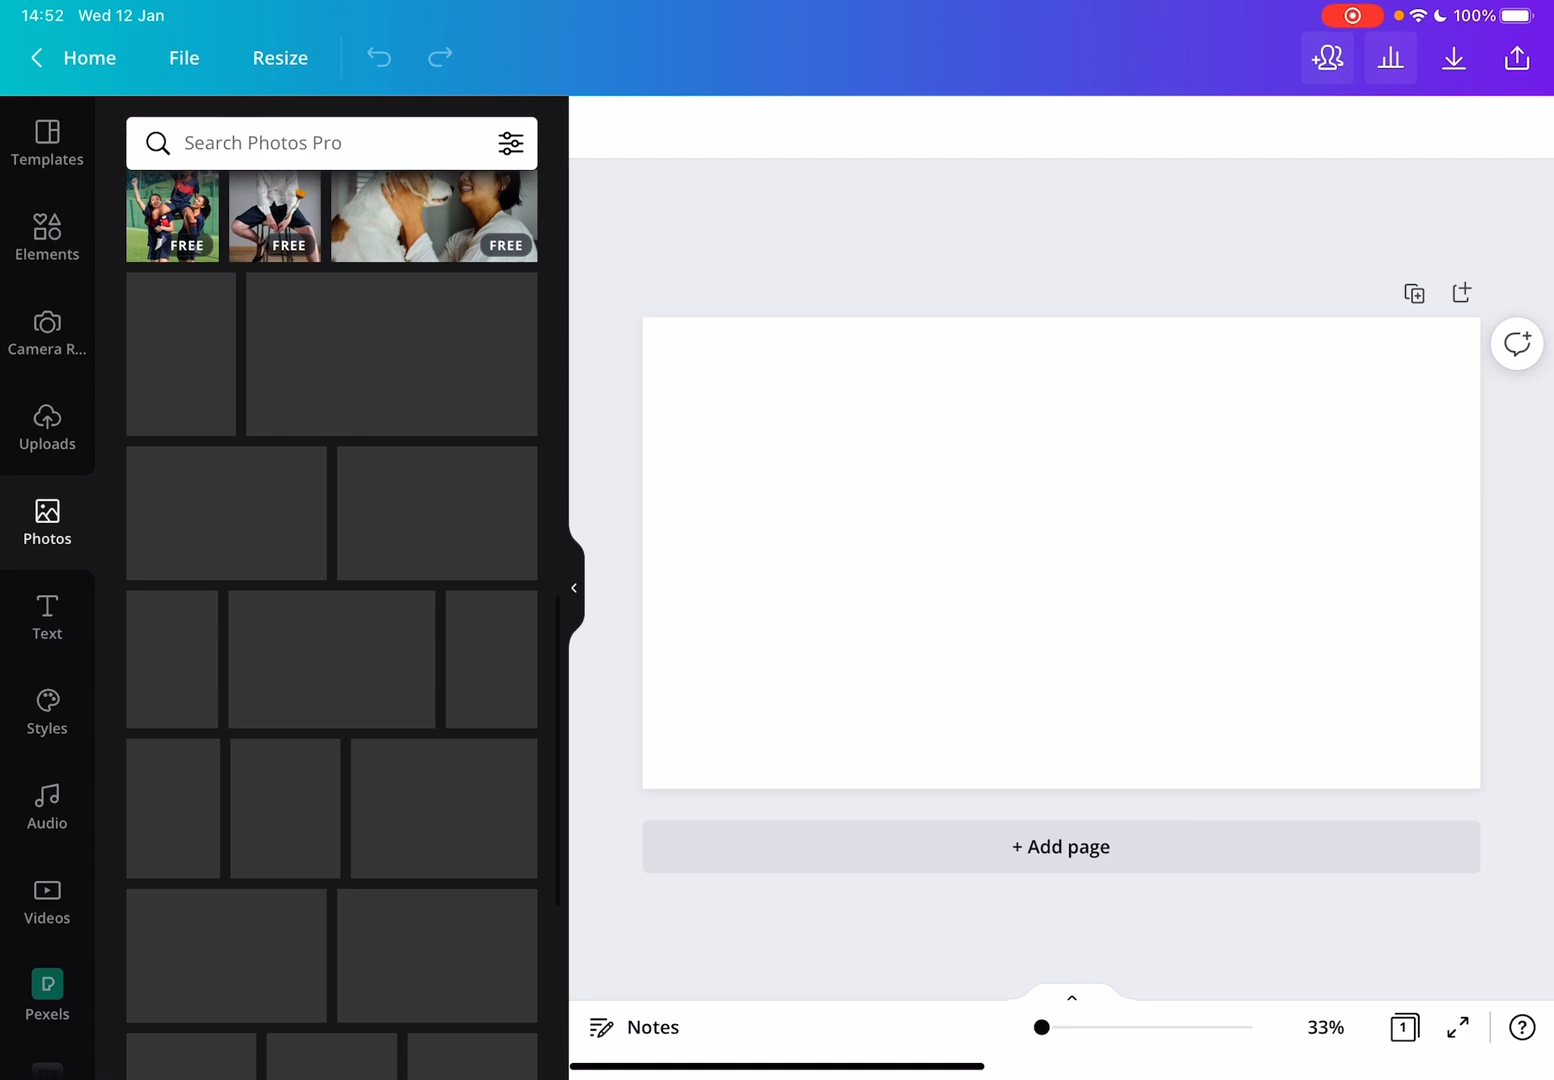 14:52 Wed 12 Jan
100%
Home
File
Resize
Templates
Elements
Camera R...
Uploads
Photos
Text
Styles
Audio
Videos
Pexels
Search Photos Pro
FREE
FREE
FREE
+ Add page
Notes
33%
1
?